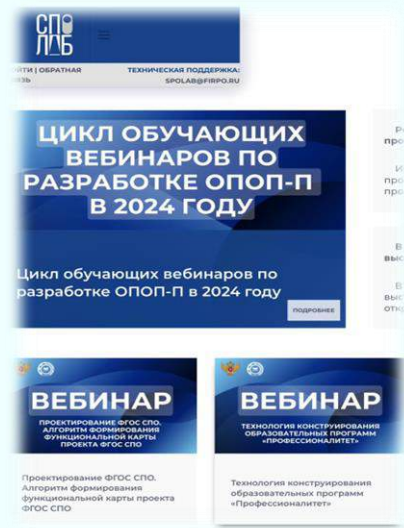 СПО
ЛАБ
ЙТИ | ОБРАТНАЯ
ТЕХНИЧЕСКАЯ ПОДДЕРЖКА:
SPOLAB@FIRPO.RU
ЦИКЛ ОБУЧАЮЩИХ
ВЕБИНАРОВ ПО
РАЗРАБОТКЕ ОПОП-П
В 2024 ГОДУ
Цикл обучающих вебинаров по
разработке ОПОП-П в 2024 году
ПОДРОБНЕЕ
ВЕБИНАР
ПРОЕКТИРОВАНИЕ ФГОС СПО.
АЛГОРИТМ ФОРМИРОВАНИЯ
ФУНКЦИОНАЛЬНОЙ КАРТЫ
ПРОЕКТА ФГОС СПО
Проектирование ФГОС СПО.
Алгоритм формирования
функциональной карты проекта
ФГОС СПО
ВЕБИНАР
ТЕХНОЛОГИЯ КОНСТРУИРОВАНИЯ
ОБРАЗОВАТЕЛЬНЫХ ПРОГРАММ
«ПРОФЕССИОНАЛИТЕТ»
Технология конструирования
образовательных программ
«Профессионалитет»